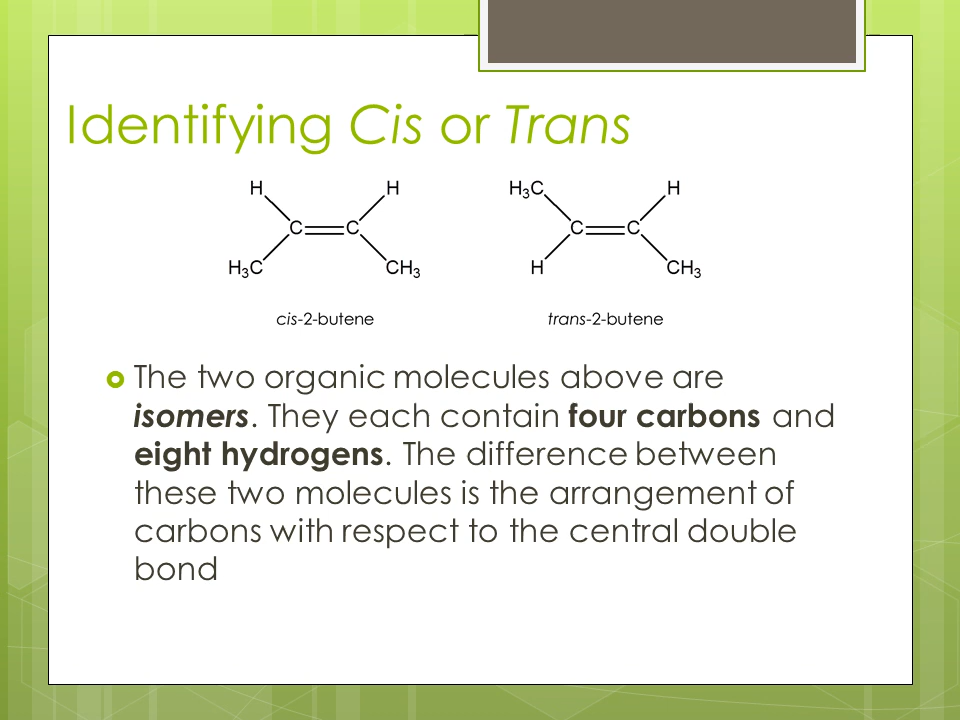 Identifying Cis or Trans
H H H₃C H
C C C C
H₃C CH₃ H CH₃
cis-2-butene trans-2-butene
The two organic molecules above are
isomers. They each contain four carbons and
eight hydrogens. The difference between
these two molecules is the arrangement of
carbons with respect to the central double
bond